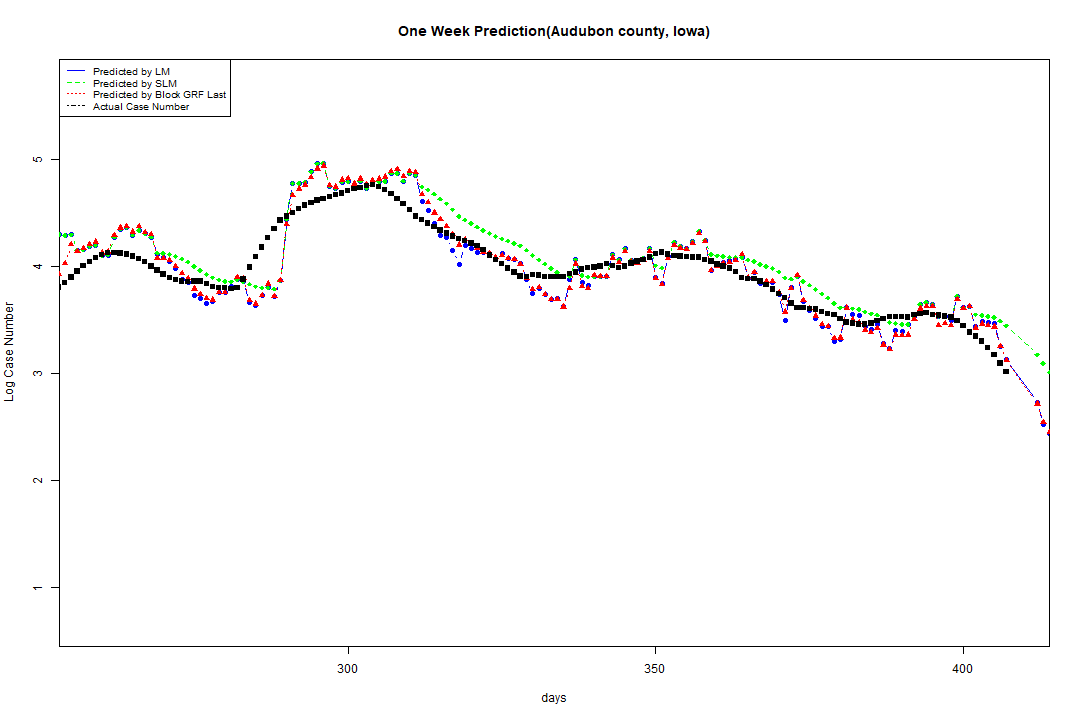 One Week Prediction(Audubon county, Iowa)
Predicted by LM
Predicted by SLM
Predicted by Block GRF Last
Actual Case Number
5
4
3
2
1
Log Case Number
300 350 400
days